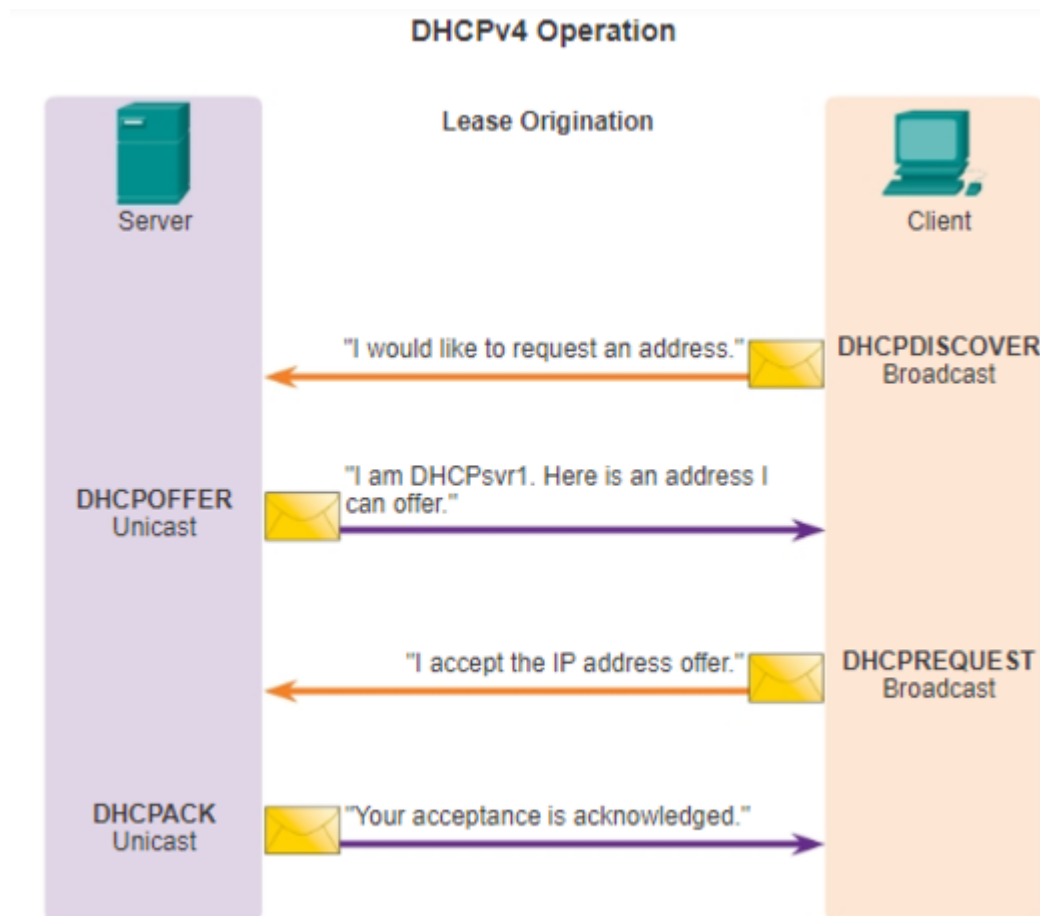 DHCPv4 Operation
Lease Origination
Server
Client
"I would like to request an address."
DHCPDISCOVER
Broadcast
"I am DHCPsvr1. Here is an address I
can offer."
DHCPOFFER
Unicast
"I accept the IP address offer."
DHCPREQUEST
Broadcast
DHCPACK
Unicast
"Your acceptance is acknowledged."